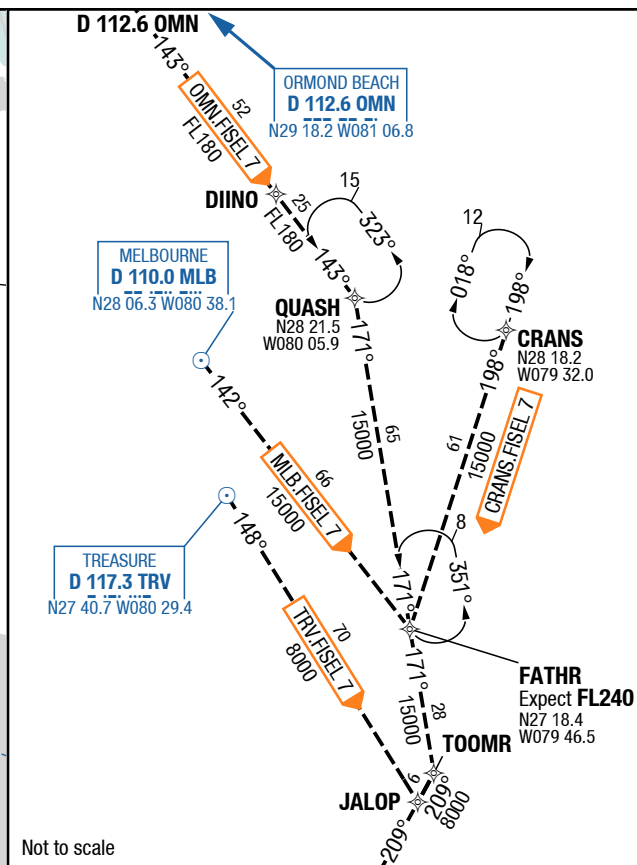 D 112.6 OMN
143°
ORMOND BEACH
D 112.6 OMN
N29 18.2 W081 06.8
52
OMN.FISEL 7
FL180
DIINO
25
FL180
143°
15
323°
12
018°
198°
MELBOURNE
D 110.0 MLB
N28 06.3 W080 38.1
QUASH
N28 21.5
W080 05.9
171°
CRANS
N28 18.2
W079 32.0
198°
142°
65
15000
61
15000
CRANS.FISEL 7
66
MLB.FISEL 7
15000
8
351°
148°
TREASURE
D 117.3 TRV
N27 40.7 W080 29.4
171°
70
TRV.FISEL 7
8000
171°
28
15000
FATHR
Expect FL240
N27 18.4
W079 46.5
TOOMR
6
209°
8000
JALOP
209°
Not to scale